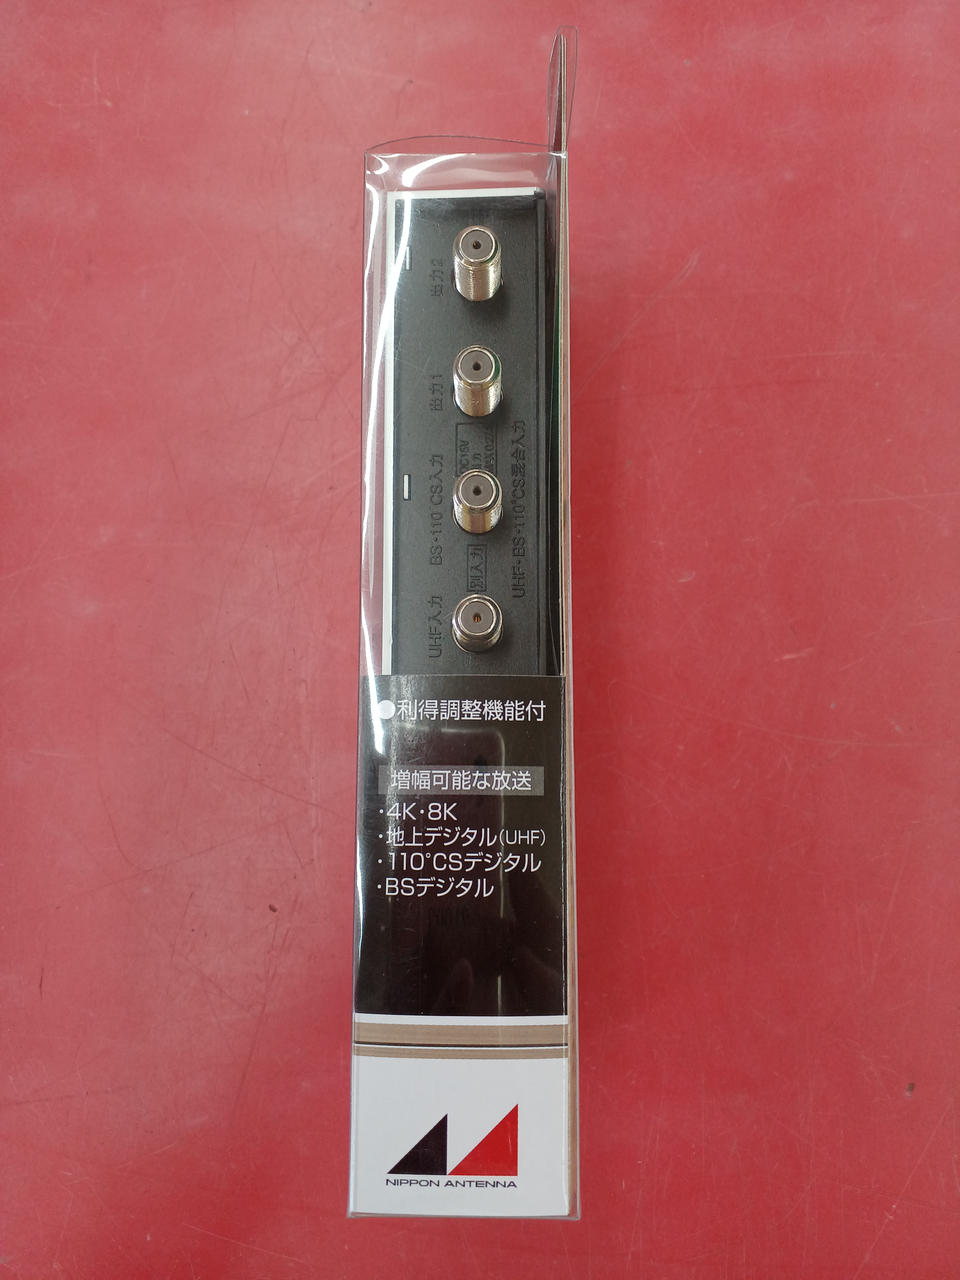 出力2
出力1
BS・110 CS入力
UHF入力
別入力
UHF・BS・110°CS混合入力
●利得調整機能付
増幅可能な放送
・4K・8K
・地上デジタル(UHF)
・110°CSデジタル
・BSデジタル
NIPPON ANTENNA